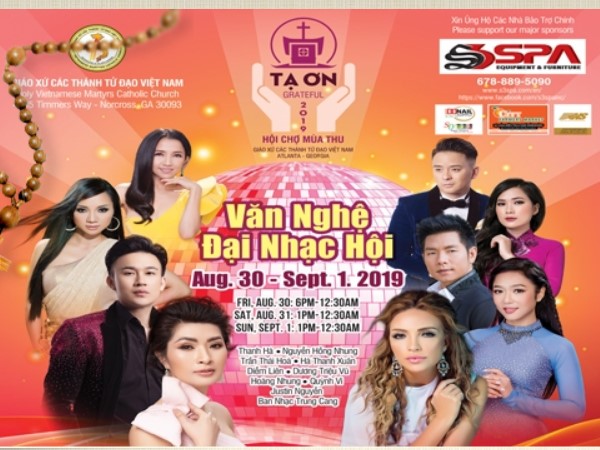 GIÁO XỨ CÁC THÁNH TỬ ĐẠO VIỆT NAM
Holy Vietnamese Martyrs Catholic Church
Timmers Way - Norcross, GA 30093
TẠ ƠN
GRATEFUL
2019
HỘI CHỢ MÙA THU
GIÁO XỨ CÁC THÁNH TỬ ĐẠO VIỆT NAM
ATLANTA - GEORGIA
Xin Ủng Hộ Các Nhà Bảo Trợ Chính
Please support our major sponsors
SPA
EQUIPMENT & FURNITURE
678-889-5090
Văn Nghệ
Đại Nhạc Hội
Aug. 30 - Sept. 1. 2019
FRI, AUG. 30: 6PM-12:30AM
SAT, AUG. 31: 1PM-12:30AM
SUN, SEPT. 1. 1PM-12:30AM
Thanh Hà • Nguyễn Hồng Nhung
Trần Thái Hòa • Hà Thanh Xuân
Diễm Liên • Dương Triệu Vũ
Hoàng Nhung • Quỳnh Vi
Justin Nguyễn
Ban Nhạc Trung Cang